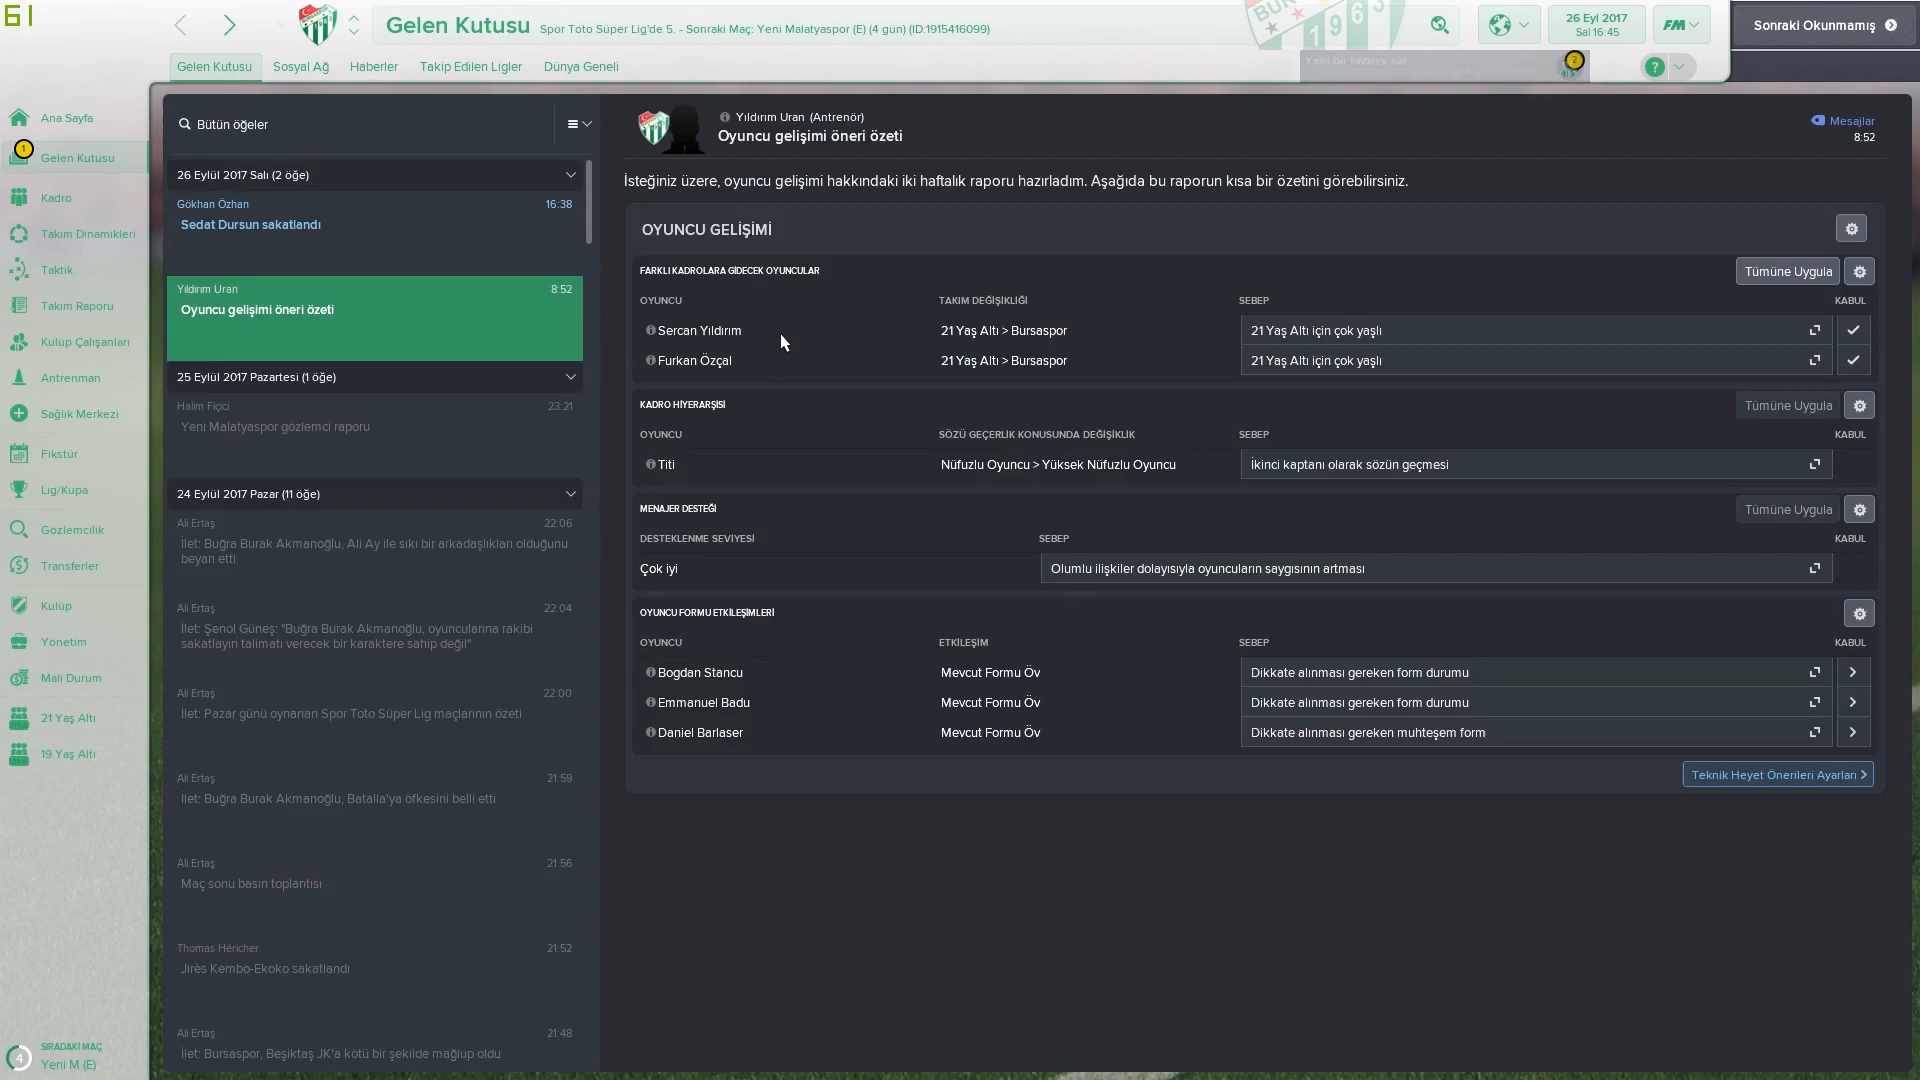 61
Gelen Kutusu
Spor Toto Süper Lig'de 5. - Sonraki Maç: Yeni Malatyaspor (E) (4 gün) (ID:1915416099)
26 Eyl 2017
Sal 16:45
FM
Sonraki Okunmamış
Gelen Kutusu
Sosyal Ağ
Haberler
Takip Edilen Ligler
Dünya Geneli
Yeni bir tavsiye var
2
?
Ana Sayfa
1
Gelen Kutusu
Kadro
Takım Dinamikleri
Taktik
Takım Raporu
Kulüp Çalışanları
Antrenman
Sağlık Merkezi
Fikstür
Lig/Kupa
Gözlemcilik
Transferler
Kulüp
Yönetim
Mali Durum
21 Yaş Altı
19 Yaş Altı
4
SIRADAKİ MAÇ
Yeni M (E)
Bütün öğeler
26 Eylül 2017 Salı (2 öğe)
Gökhan Özhan 16:38
Sedat Dursun sakatlandı
Yıldırım Uran 8:52
Oyuncu gelişimi öneri özeti
25 Eylül 2017 Pazartesi (1 öğe)
Halim Fıçıcı 23:21
Yeni Malatyaspor gözlemci raporu
24 Eylül 2017 Pazar (11 öğe)
Ali Ertaş 22:06
İlet: Buğra Burak Akmanoğlu, Ali Ay ile sıkı bir arkadaşlıkları olduğunu
beyan etti
Ali Ertaş 22:04
İlet: Şenol Güneş: "Buğra Burak Akmanoğlu, oyuncularına rakibi
sakatlayın talimatı verecek bir karaktere sahip değil"
Ali Ertaş 22:00
İlet: Pazar günü oynanan Spor Toto Süper Lig maçlarının özeti
Ali Ertaş 21:59
İlet: Buğra Burak Akmanoğlu, Batalla'ya öfkesini belli etti
Ali Ertaş 21:56
Maç sonu basın toplantısı
Thomas Héricher 21:52
Jirès Kembo-Ekoko sakatlandı
Ali Ertaş 21:48
İlet: Bursaspor, Beşiktaş JK'a kötü bir şekilde mağlup oldu
Yıldırım Uran (Antrenör)
Oyuncu gelişimi öneri özeti
Mesajlar
8:52
İsteğiniz üzere, oyuncu gelişimi hakkındaki iki haftalık raporu hazırladım. Aşağıda bu raporun kısa bir özetini görebilirsiniz.
OYUNCU GELİŞİMİ
FARKLI KADROLARA GİDECEK OYUNCULAR Tümüne Uygula
OYUNCU TAKIM DEĞİŞİKLİĞİ SEBEP KABUL
Sercan Yıldırım 21 Yaş Altı > Bursaspor 21 Yaş Altı için çok yaşlı
Furkan Özçal 21 Yaş Altı > Bursaspor 21 Yaş Altı için çok yaşlı
KADRO HİYERARŞİSİ Tümüne Uygula
OYUNCU SÖZÜ GEÇERLİK KONUSUNDA DEĞİŞİKLİK SEBEP KABUL
Titi Nüfuzlu Oyuncu > Yüksek Nüfuzlu Oyuncu İkinci kaptanı olarak sözün geçmesi
MENAJER DESTEĞİ Tümüne Uygula
DESTEKLENME SEVİYESİ SEBEP KABUL
Çok iyi Olumlu ilişkiler dolayısıyla oyuncuların saygısının artması
OYUNCU FORMU ETKİLEŞİMLERİ
OYUNCU ETKİLEŞİM SEBEP KABUL
Bogdan Stancu Mevcut Formu Öv Dikkate alınması gereken form durumu
Emmanuel Badu Mevcut Formu Öv Dikkate alınması gereken form durumu
Daniel Barlaser Mevcut Formu Öv Dikkate alınması gereken muhteşem form
Teknik Heyet Önerileri Ayarları